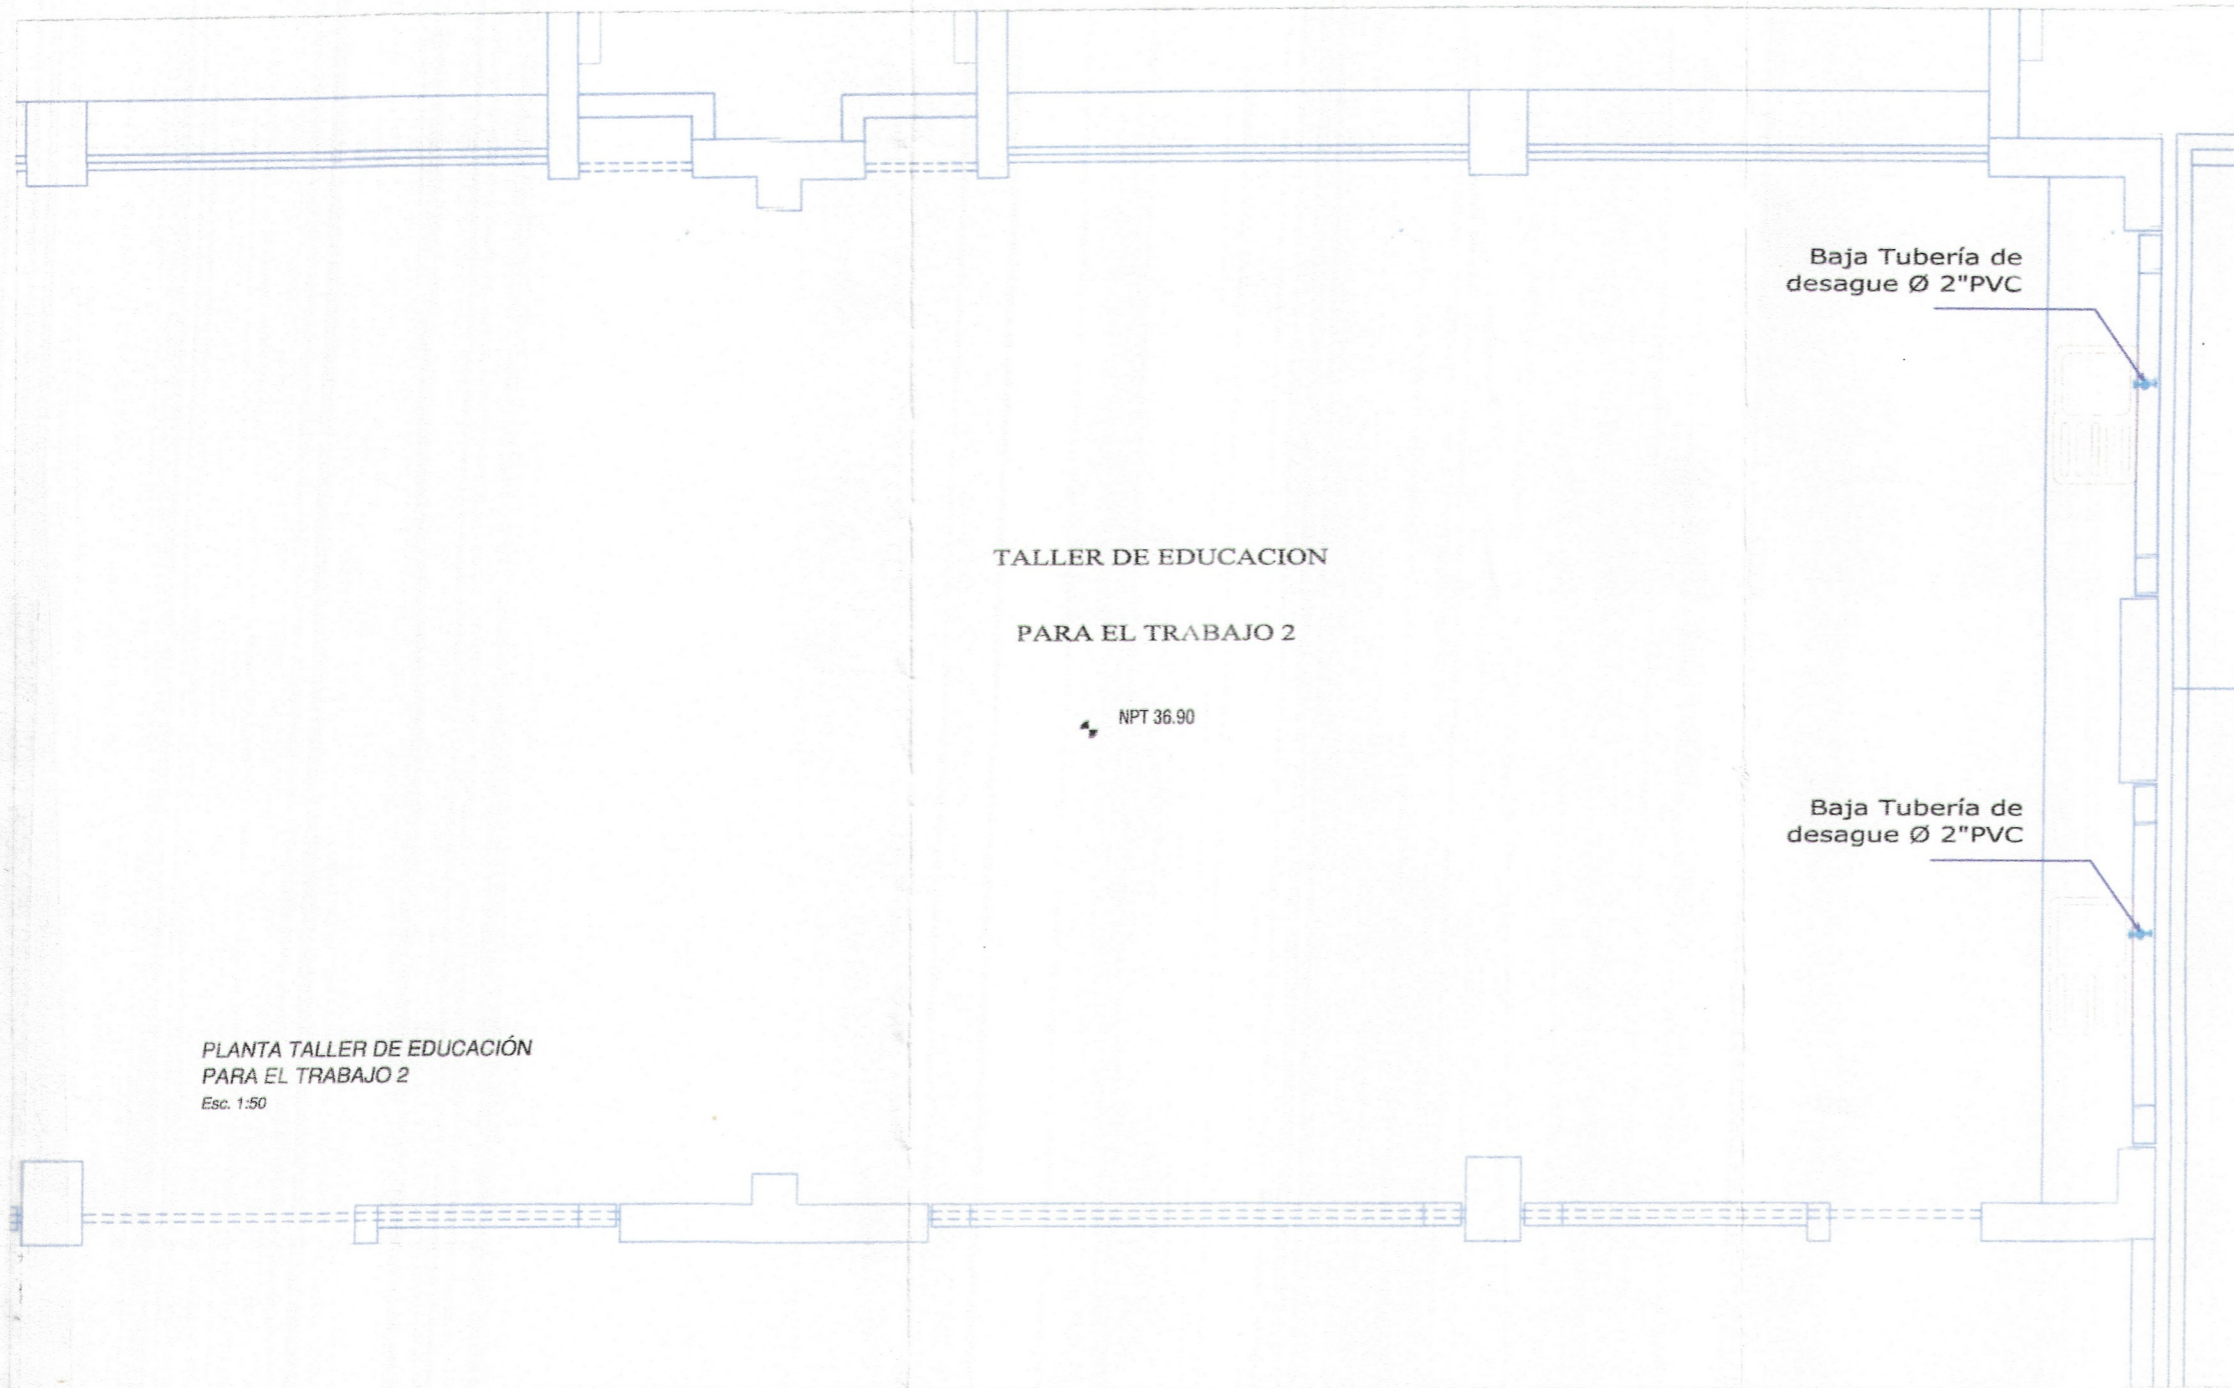 Baja Tubería de
desague Ø 2"PVC
TALLER DE EDUCACION
PARA EL TRABAJO 2
NPT 36.90
Baja Tubería de
desague Ø 2"PVC
PLANTA TALLER DE EDUCACIÓN
PARA EL TRABAJO 2
Esc. 1:50